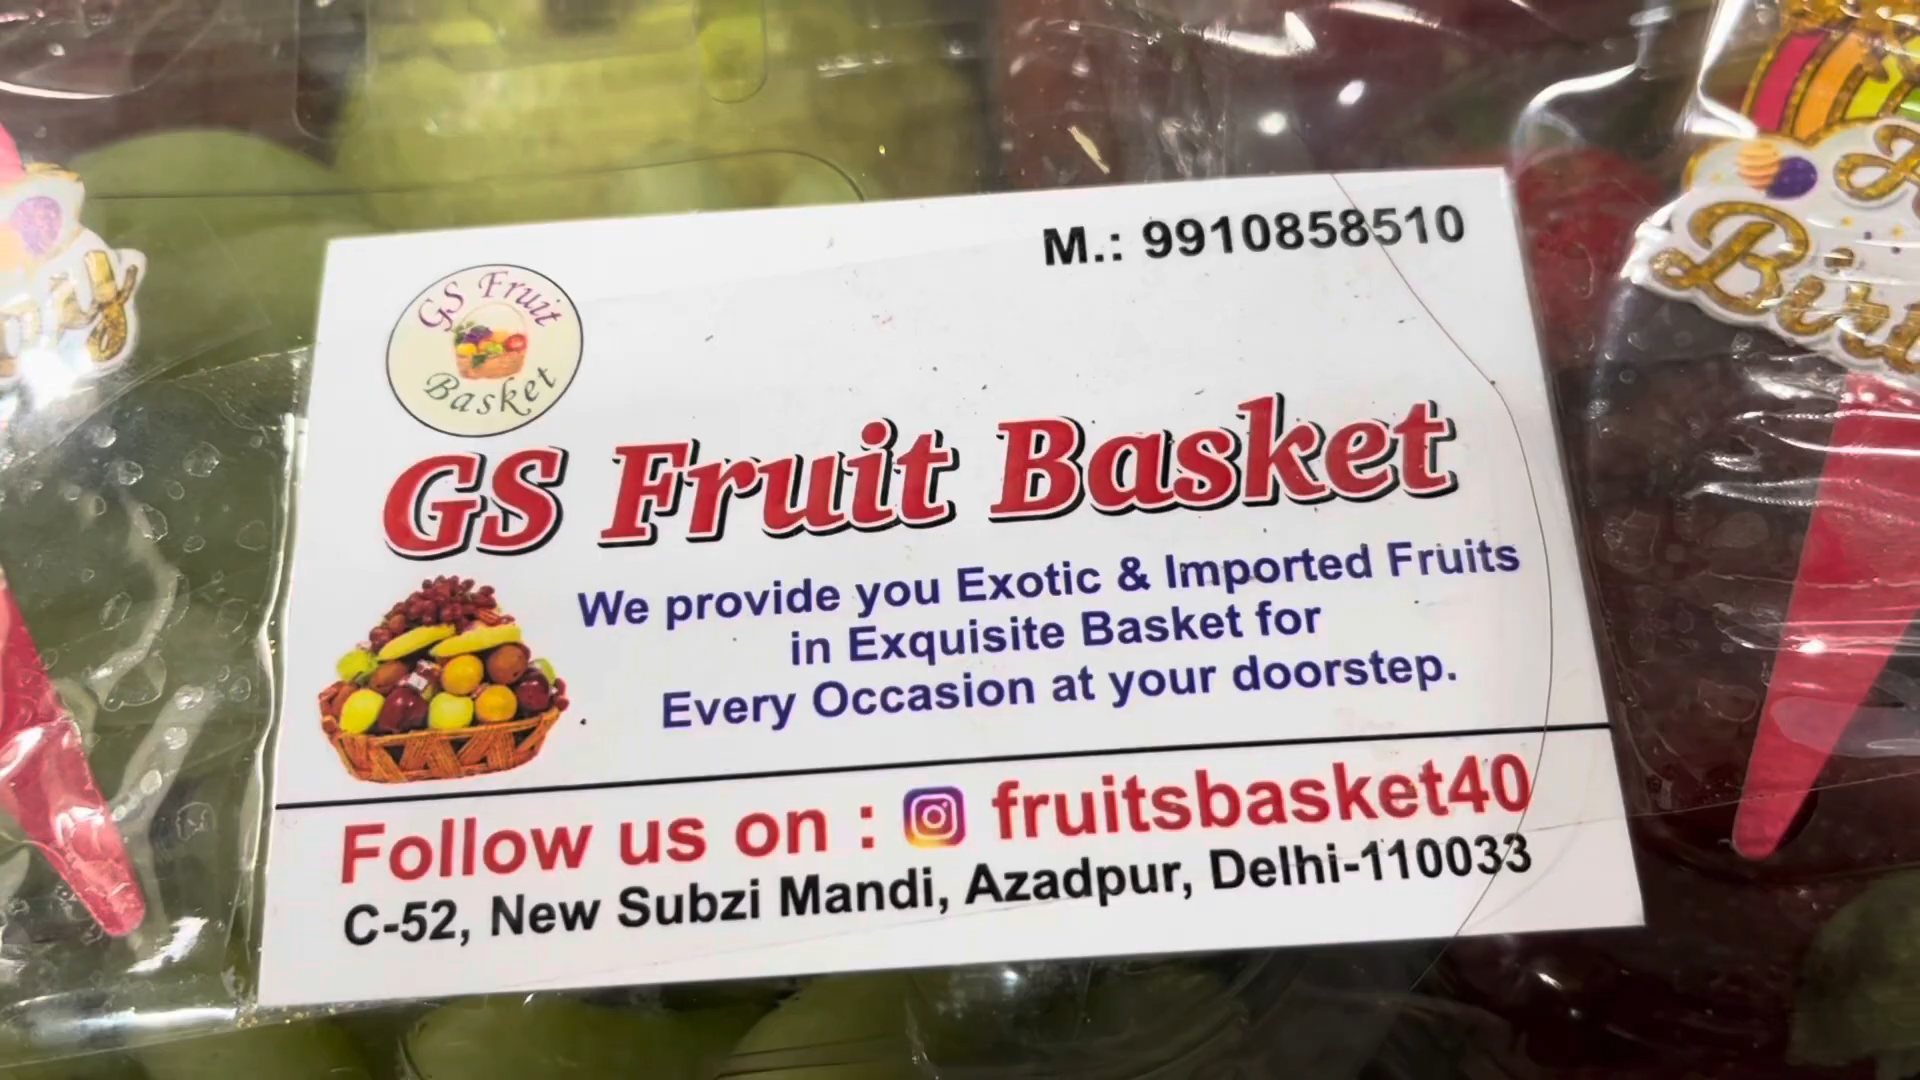 M.: 9910858510
GS Fruit
Basket
GS Fruit Basket
We provide you Exotic & Imported Fruits
in Exquisite Basket for
Every Occasion at your doorstep.
Follow us on : fruitsbasket40
C-52, New Subzi Mandi, Azadpur, Delhi-110033